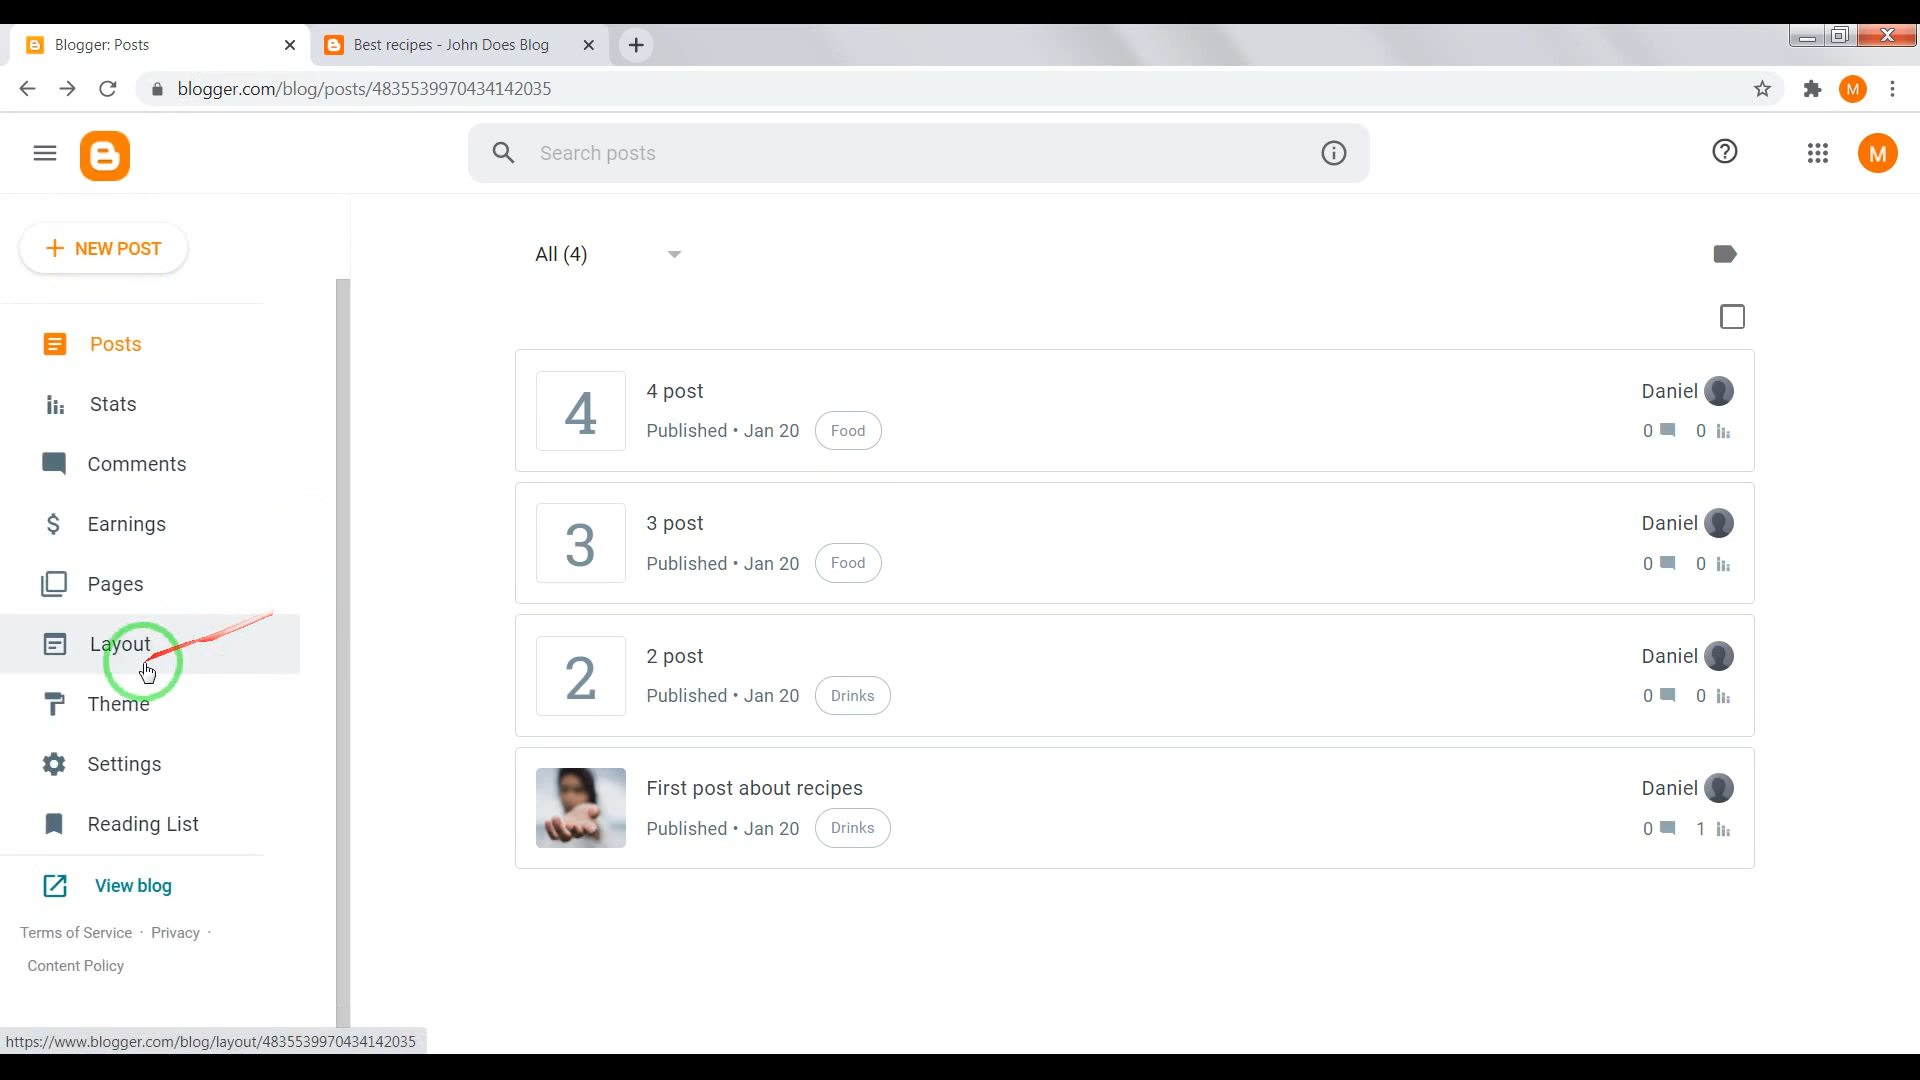 Blogger: Posts
Best recipes - John Does Blog
blogger.com/blog/posts/4835539970434142035
M
Search posts
M
NEW POST
All (4)
Posts
Stats
Comments
Earnings
Pages
Layout
Theme
Settings
Reading List
View blog
Terms of Service · Privacy ·
Content Policy
4
4 post
Daniel
Published • Jan 20 Food
0 0
3
3 post
Daniel
Published • Jan 20 Food
0 0
2
2 post
Daniel
Published • Jan 20 Drinks
0 0
First post about recipes
Daniel
Published • Jan 20 Drinks
0 1
https://www.blogger.com/blog/layout/4835539970434142035